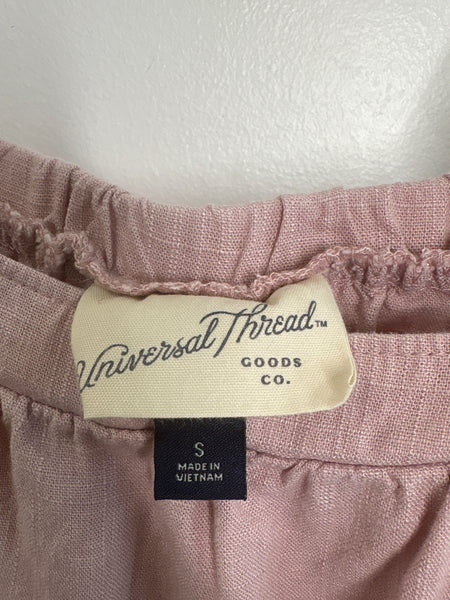 Universal Thread™
GOODS
CO.
S
MADE IN
VIETNAM